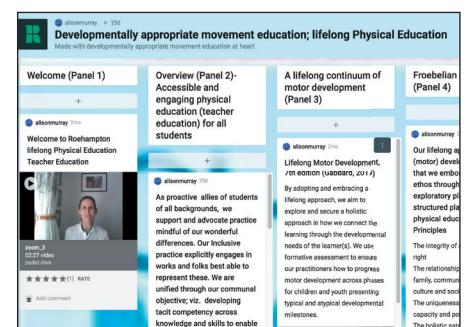 R
alisonmurray + 25d
Developmentally appropriate movement education; lifelong Physical Education
Made with developmentally appropriate movement education at heart
Welcome (Panel 1)
+
alisonmurray 2mo
Welcome to Roehampton
lifelong Physical Education
Teacher Education
zoom_3
02:27 video
padlet drive
★★★★★(1) RATE
Add comment
Overview (Panel 2)-
Accessible and
engaging physical
education (teacher
education) for all
students
+
alisonmurray 25d
As proactive allies of students
of all backgrounds, we
support and advocate practice
mindful of our wonderful
differences. Our Inclusive
practice explicitly engages in
works and folks best able to
represent these. We are
unified through our communal
objective; viz. developing
tacit competency across
knowledge and skills to enable
A lifelong continuum of
motor development
(Panel 3)
+
alisonmurray 2mo
Lifelong Motor Development,
7th edition (Gabbard, 2017)
By adopting and embracing a
lifelong approach, we aim to
explore and secure a holistic
approach in how we connect the
learning through the developmental
needs of the learner(s). We use
formative assessment to ensure
our practitioners how to progress
motor development across phases
for children and youth presenting
typical and atypical developmental
milestones.
Froebelian
(Panel 4)
alisonmurray
Our lifelong ap
(motor) devel
that we embo
ethos through
exploratory pl
structured pla
physical educ
Principles
The integrity of
right
The relationship
family, commun
culture and soci
The uniqueness
capacity and po
The holistic nat